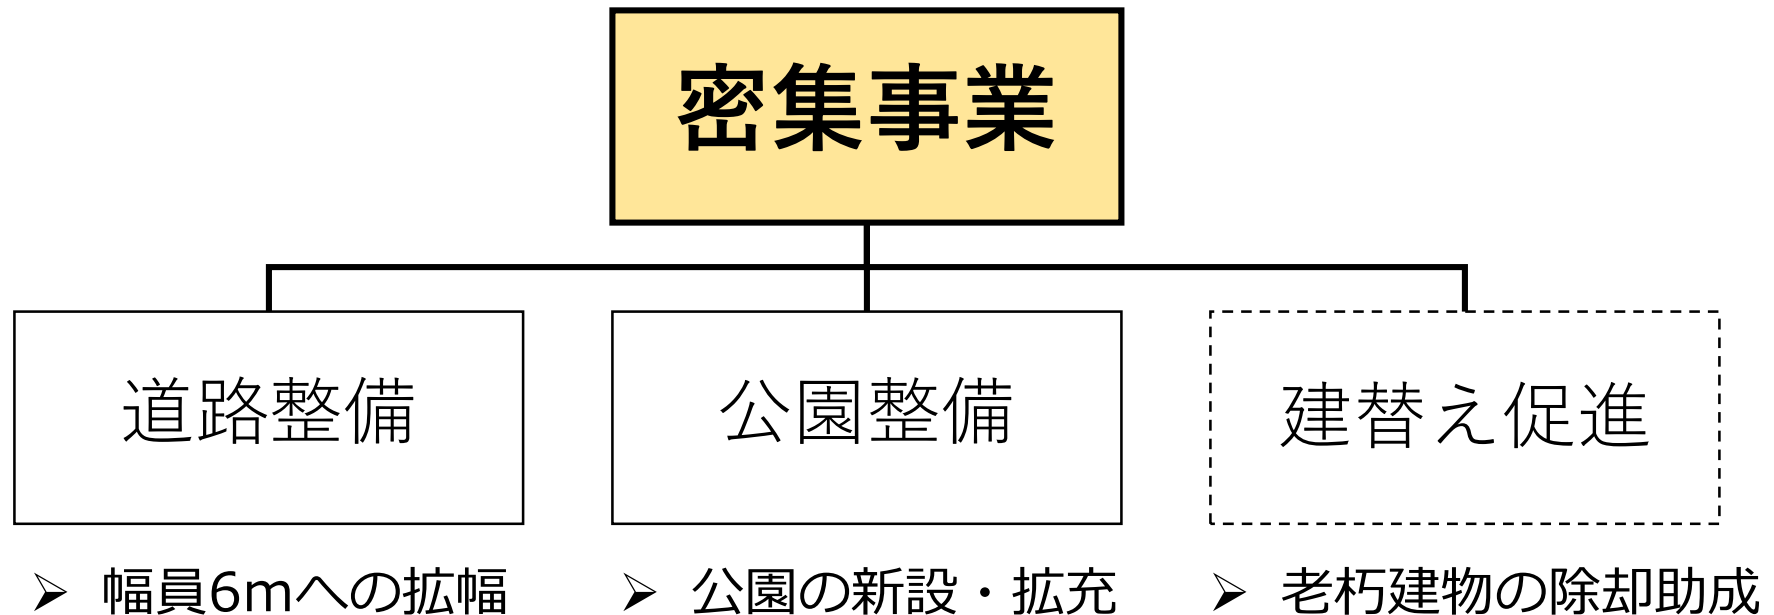 密集事業
道路整備
公園整備
建替え促進
➢ 幅員6mへの拡幅
➢ 公園の新設・拡充
➢ 老朽建物の除却助成